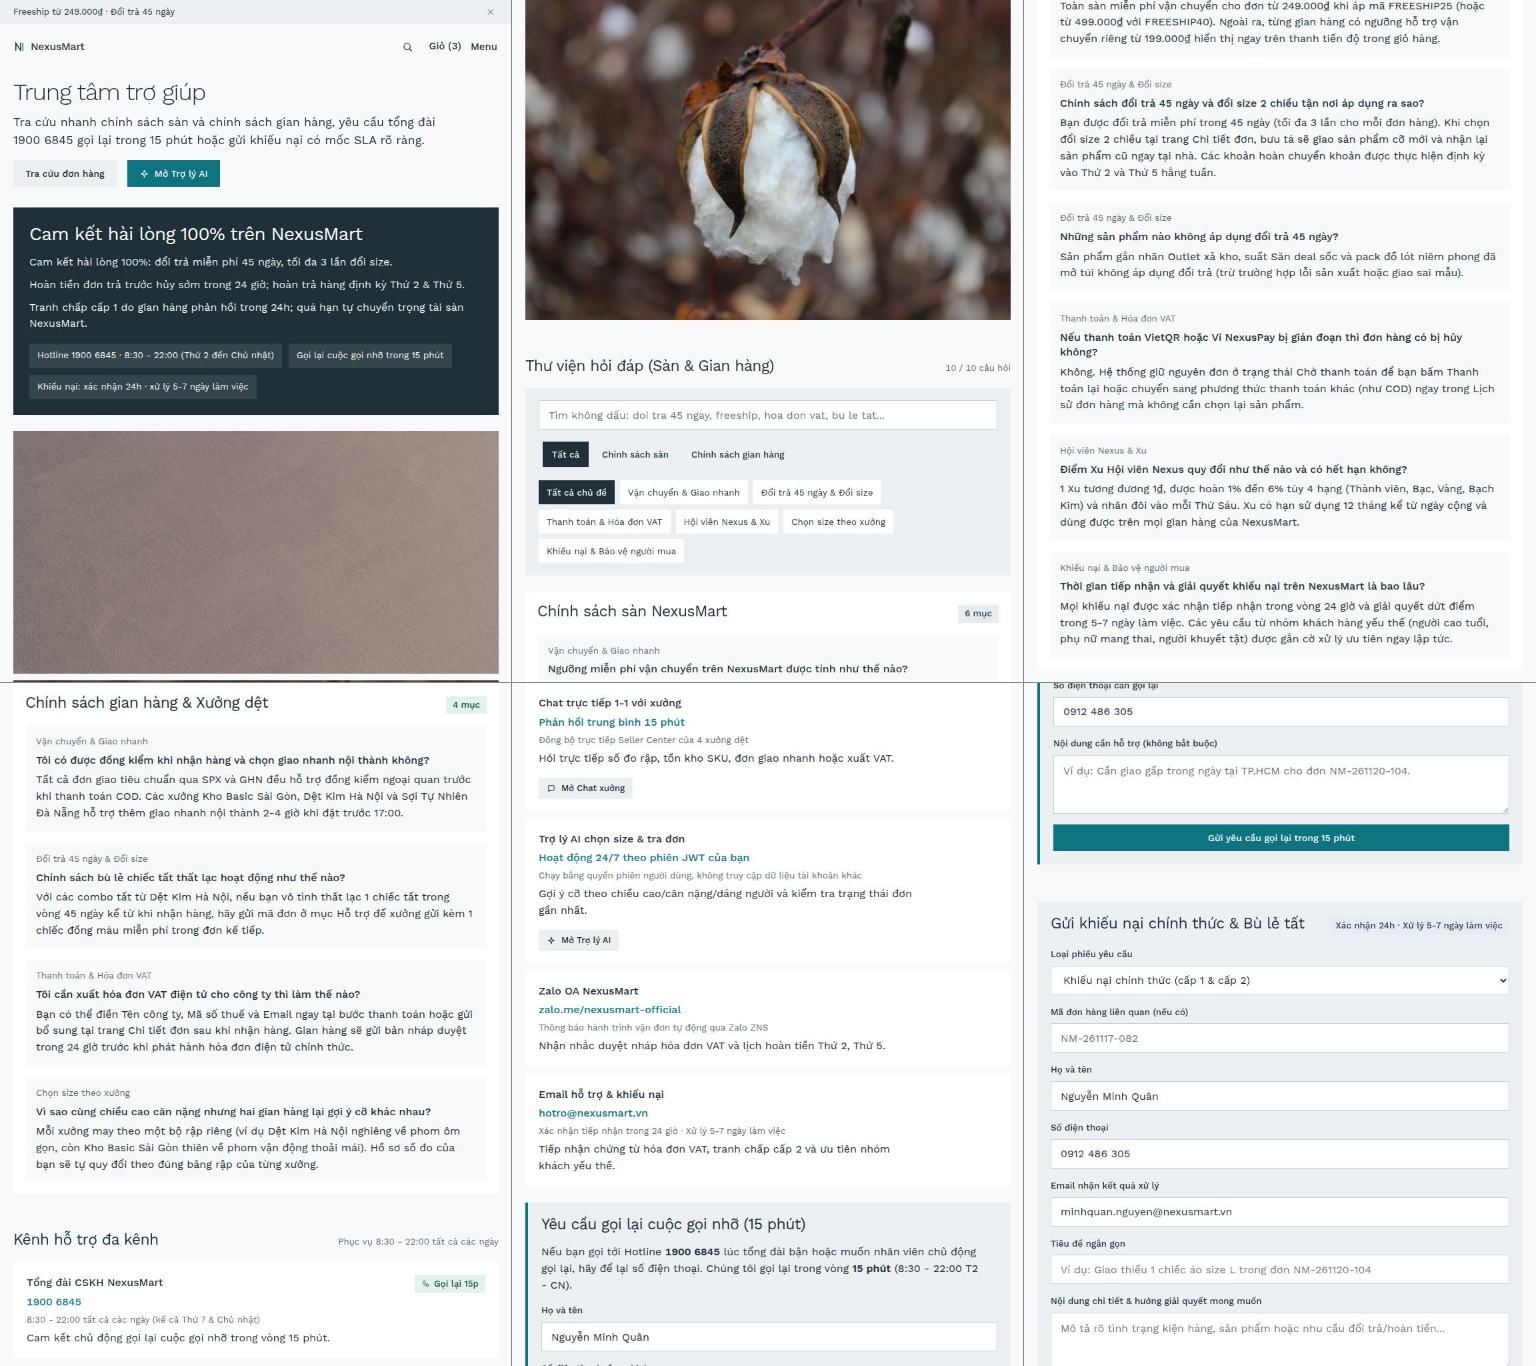 Freeship từ 249.000₫ · Đổi trả 45 ngày
×
NexusMart
Giỏ (3)
Menu
Trung tâm trợ giúp
Tra cứu nhanh chính sách sàn và chính sách gian hàng, yêu cầu tổng đài
1900 6845 gọi lại trong 15 phút hoặc gửi khiếu nại có mốc SLA rõ ràng.
Tra cứu đơn hàng
Mở Trợ lý AI
Cam kết hài lòng 100% trên NexusMart
Cam kết hài lòng 100%: đổi trả miễn phí 45 ngày, tối đa 3 lần đổi size.
Hoàn tiền đơn trả trước hủy sớm trong 24 giờ; hoàn trả hàng định kỳ Thứ 2 & Thứ 5.
Tranh chấp cấp 1 do gian hàng phản hồi trong 24h; quá hạn tự chuyển trọng tài sàn
NexusMart.
Hotline 1900 6845 · 8:30 - 22:00 (Thứ 2 đến Chủ nhật)
Gọi lại cuộc gọi nhỡ trong 15 phút
Khiếu nại: xác nhận 24h · xử lý 5-7 ngày làm việc
Thư viện hỏi đáp (Sàn & Gian hàng)
10 / 10 câu hỏi
Tìm không dấu: doi tra 45 ngay, freeship, hoa don vat, bu le tat...
Tất cả
Chính sách sàn
Chính sách gian hàng
Tất cả chủ đề
Vận chuyển & Giao nhanh
Đổi trả 45 ngày & Đổi size
Thanh toán & Hóa đơn VAT
Hội viên Nexus & Xu
Chọn size theo xưởng
Khiếu nại & Bảo vệ người mua
Chính sách sàn NexusMart
6 mục
Vận chuyển & Giao nhanh
Ngưỡng miễn phí vận chuyển trên NexusMart được tính như thế nào?
Toàn sàn miễn phí vận chuyển cho đơn từ 249.000₫ khi áp mã FREESHIP25 (hoặc
từ 499.000₫ với FREESHIP40). Ngoài ra, từng gian hàng có ngưỡng hỗ trợ vận
chuyển riêng từ 199.000₫ hiển thị ngay trên thanh tiến độ trong giỏ hàng.
Đổi trả 45 ngày & Đổi size
Chính sách đổi trả 45 ngày và đổi size 2 chiều tận nơi áp dụng ra sao?
Bạn được đổi trả miễn phí trong 45 ngày (tối đa 3 lần cho mỗi đơn hàng). Khi chọn
đổi size 2 chiều tại trang Chi tiết đơn, bưu tá sẽ giao sản phẩm cỡ mới và nhận lại
sản phẩm cũ ngay tại nhà. Các khoản hoàn chuyển khoản được thực hiện định kỳ
vào Thứ 2 và Thứ 5 hằng tuần.
Đổi trả 45 ngày & Đổi size
Những sản phẩm nào không áp dụng đổi trả 45 ngày?
Sản phẩm gắn nhãn Outlet xả kho, suất Săn deal sốc và pack đồ lót niêm phong đã
mở túi không áp dụng đổi trả (trừ trường hợp lỗi sản xuất hoặc giao sai mẫu).
Thanh toán & Hóa đơn VAT
Nếu thanh toán VietQR hoặc Ví NexusPay bị gián đoạn thì đơn hàng có bị hủy
không?
Không. Hệ thống giữ nguyên đơn ở trạng thái Chờ thanh toán để bạn bấm Thanh
toán lại hoặc chuyển sang phương thức thanh toán khác (như COD) ngay trong Lịch
sử đơn hàng mà không cần chọn lại sản phẩm.
Hội viên Nexus & Xu
Điểm Xu Hội viên Nexus quy đổi như thế nào và có hết hạn không?
1 Xu tương đương 1₫, được hoàn 1% đến 6% tùy 4 hạng (Thành viên, Bạc, Vàng, Bạch
Kim) và nhân đôi vào mỗi Thứ Sáu. Xu có hạn sử dụng 12 tháng kể từ ngày cộng và
dùng được trên mọi gian hàng của NexusMart.
Khiếu nại & Bảo vệ người mua
Thời gian tiếp nhận và giải quyết khiếu nại trên NexusMart là bao lâu?
Mọi khiếu nại được xác nhận tiếp nhận trong vòng 24 giờ và giải quyết dứt điểm
trong 5-7 ngày làm việc. Các yêu cầu từ nhóm khách hàng yếu thế (người cao tuổi,
phụ nữ mang thai, người khuyết tật) được gắn cờ xử lý ưu tiên ngay lập tức.
Chính sách gian hàng & Xưởng dệt
4 mục
Vận chuyển & Giao nhanh
Tôi có được đồng kiểm khi nhận hàng và chọn giao nhanh nội thành không?
Tất cả đơn giao tiêu chuẩn qua SPX và GHN đều hỗ trợ đồng kiểm ngoại quan trước
khi thanh toán COD. Các xưởng Kho Basic Sài Gòn, Dệt Kim Hà Nội và Sợi Tự Nhiên
Đà Nẵng hỗ trợ thêm giao nhanh nội thành 2-4 giờ khi đặt trước 17:00.
Đổi trả 45 ngày & Đổi size
Chính sách bù lẻ chiếc tất thất lạc hoạt động như thế nào?
Với các combo tất từ Dệt Kim Hà Nội, nếu bạn vô tình thất lạc 1 chiếc tất trong
vòng 45 ngày kể từ khi nhận hàng, hãy gửi mã đơn ở mục Hỗ trợ để xưởng gửi kèm 1
chiếc đồng màu miễn phí trong đơn kế tiếp.
Thanh toán & Hóa đơn VAT
Tôi cần xuất hóa đơn VAT điện tử cho công ty thì làm thế nào?
Bạn có thể điền Tên công ty, Mã số thuế và Email ngay tại bước thanh toán hoặc gửi
bổ sung tại trang Chi tiết đơn sau khi nhận hàng. Gian hàng sẽ gửi bản nháp duyệt
trong 24 giờ trước khi phát hành hóa đơn điện tử chính thức.
Chọn size theo xưởng
Vì sao cùng chiều cao cân nặng nhưng hai gian hàng lại gợi ý cỡ khác nhau?
Mỗi xưởng may theo một bộ rập riêng (ví dụ Dệt Kim Hà Nội nghiêng về phom ôm
gọn, còn Kho Basic Sài Gòn thiên về phom vận động thoải mái). Hồ sơ số đo của
bạn sẽ tự quy đổi theo đúng bảng rập của từng xưởng.
Kênh hỗ trợ đa kênh
Phục vụ 8:30 - 22:00 tất cả các ngày
Tổng đài CSKH NexusMart
Gọi lại 15p
1900 6845
8:30 - 22:00 tất cả các ngày (kể cả Thứ 7 & Chủ nhật)
Cam kết chủ động gọi lại cuộc gọi nhỡ trong vòng 15 phút.
Chat trực tiếp 1-1 với xưởng
Phản hồi trung bình 15 phút
Đồng bộ trực tiếp Seller Center của 4 xưởng dệt
Hỏi trực tiếp số đo rập, tồn kho SKU, đơn giao nhanh hoặc xuất VAT.
Mở Chat xưởng
Trợ lý AI chọn size & tra đơn
Hoạt động 24/7 theo phiên JWT của bạn
Chạy bằng quyền phiên người dùng, không truy cập dữ liệu tài khoản khác
Gợi ý cỡ theo chiều cao/cân nặng/dáng người và kiểm tra trạng thái đơn
gần nhất.
Mở Trợ lý AI
Zalo OA NexusMart
zalo.me/nexusmart-official
Thông báo hành trình vận đơn tự động qua Zalo ZNS
Nhận nhắc duyệt nháp hóa đơn VAT và lịch hoàn tiền Thứ 2, Thứ 5.
Email hỗ trợ & khiếu nại
hotro@nexusmart.vn
Xác nhận tiếp nhận trong 24 giờ · Xử lý 5-7 ngày làm việc
Tiếp nhận chứng từ hóa đơn VAT, tranh chấp cấp 2 và ưu tiên nhóm
khách yếu thế.
Yêu cầu gọi lại cuộc gọi nhỡ (15 phút)
Nếu bạn gọi tới Hotline 1900 6845 lúc tổng đài bận hoặc muốn nhân viên chủ động
gọi lại, hãy để lại số điện thoại. Chúng tôi gọi lại trong vòng 15 phút (8:30 - 22:00 T2
- CN).
Họ và tên
Nguyễn Minh Quân
Số điện thoại cần gọi lại
0912 486 305
Nội dung cần hỗ trợ (không bắt buộc)
Ví dụ: Cần giao gấp trong ngày tại TP.HCM cho đơn NM-261120-104.
Gửi yêu cầu gọi lại trong 15 phút
Gửi khiếu nại chính thức & Bù lẻ tất
Xác nhận 24h · Xử lý 5-7 ngày làm việc
Loại phiếu yêu cầu
Khiếu nại chính thức (cấp 1 & cấp 2)
Mã đơn hàng liên quan (nếu có)
NM-261117-082
Họ và tên
Nguyễn Minh Quân
Số điện thoại
0912 486 305
Email nhận kết quả xử lý
minhquan.nguyen@nexusmart.vn
Tiêu đề ngắn gọn
Ví dụ: Giao thiếu 1 chiếc áo size L trong đơn NM-261120-104
Nội dung chi tiết & hướng giải quyết mong muốn
Mô tả rõ tình trạng kiện hàng, sản phẩm hoặc nhu cầu đổi trả/hoàn tiền...